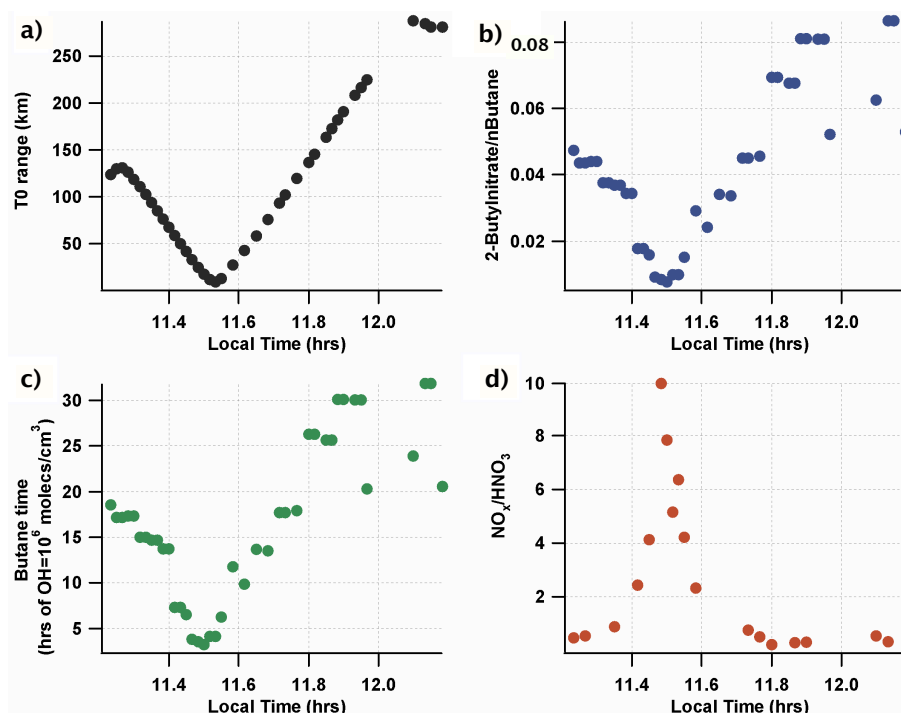 a)
T0 range (km)
250
200
150
100
50
11.4 11.6 11.8 12.0
Local Time (hrs)
b)
2-Butylnitrate/nButane
0.08
0.06
0.04
0.02
11.4 11.6 11.8 12.0
Local Time (hrs)
c)
Butane time
(hrs of OH=10⁶ molecs/cm³)
30
25
20
15
10
5
11.4 11.6 11.8 12.0
Local Time (hrs)
d)
NOₓ/HNO₃
10
8
6
4
2
11.4 11.6 11.8 12.0
Local Time (hrs)